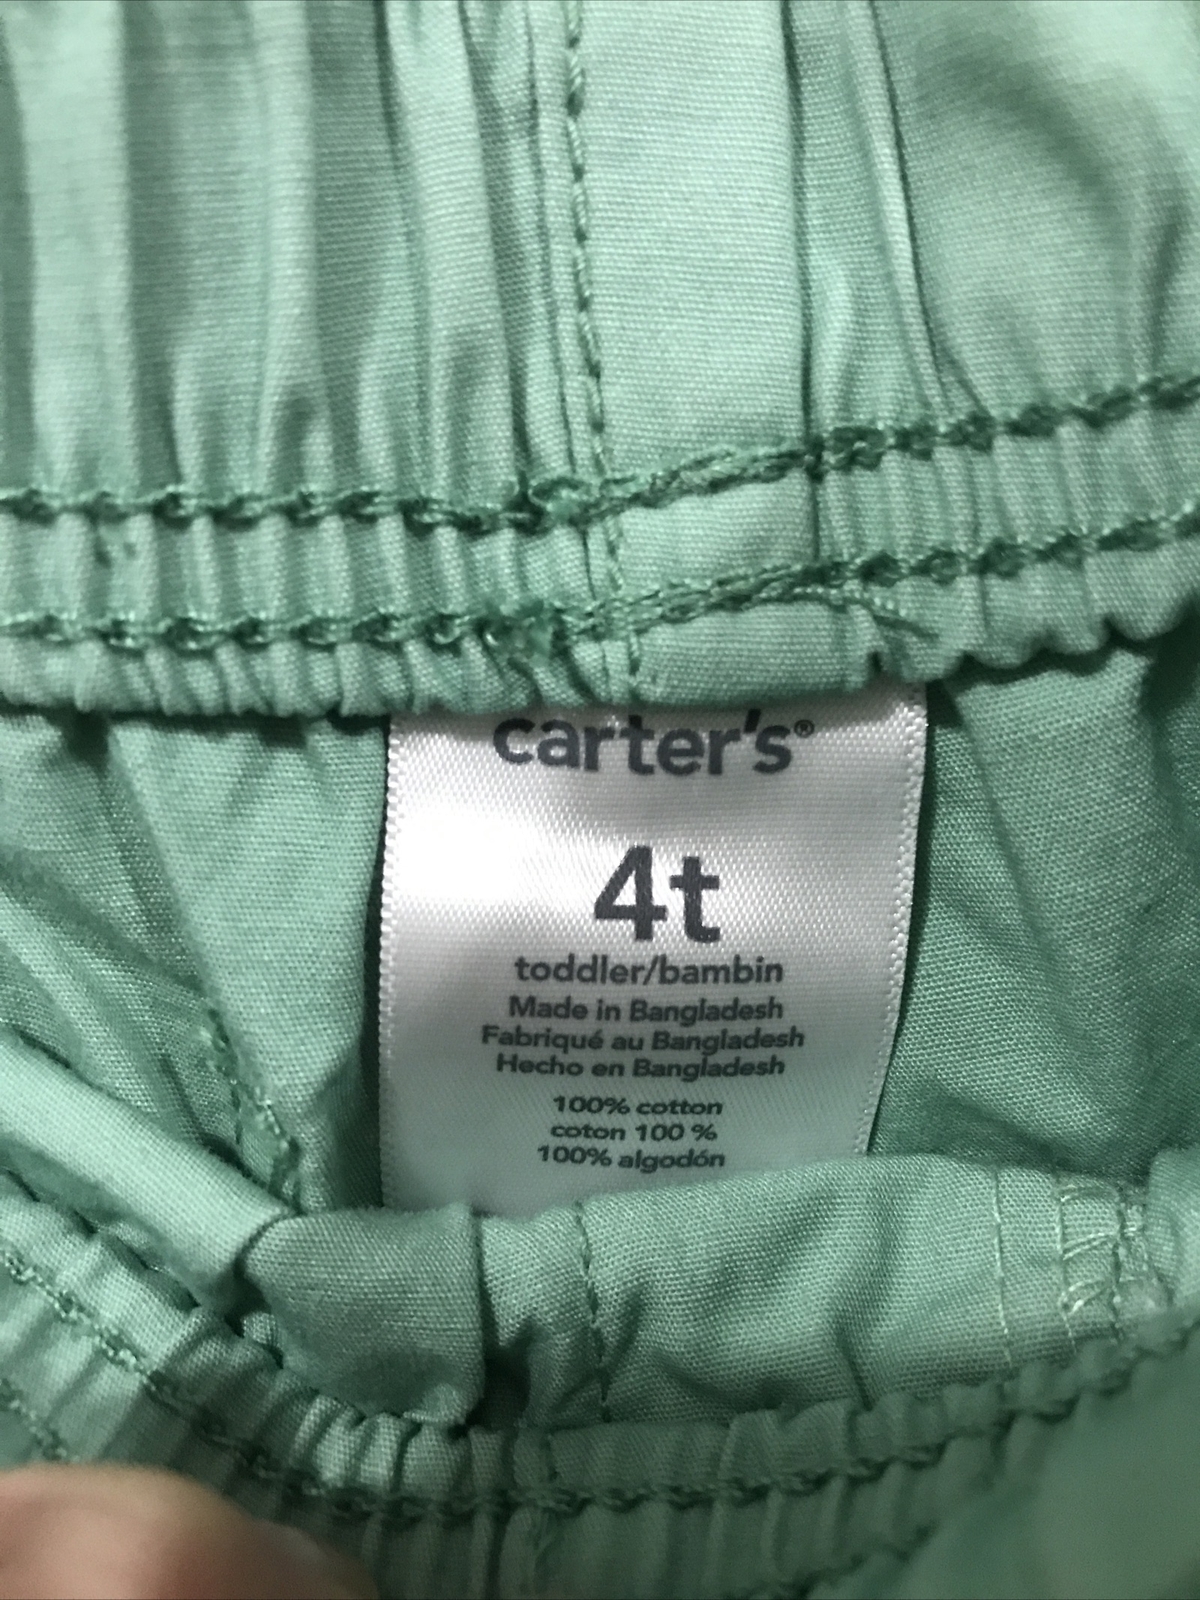 carter's®
4t
toddler/bambin
Made in Bangladesh
Fabriqué au Bangladesh
Hecho en Bangladesh
100% cotton
coton 100 %
100% algodón